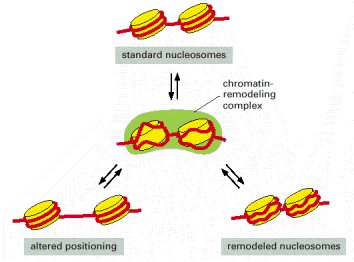 standard nucleosomes
chromatin-
remodeling
complex
altered positioning
remodeled nucleosomes